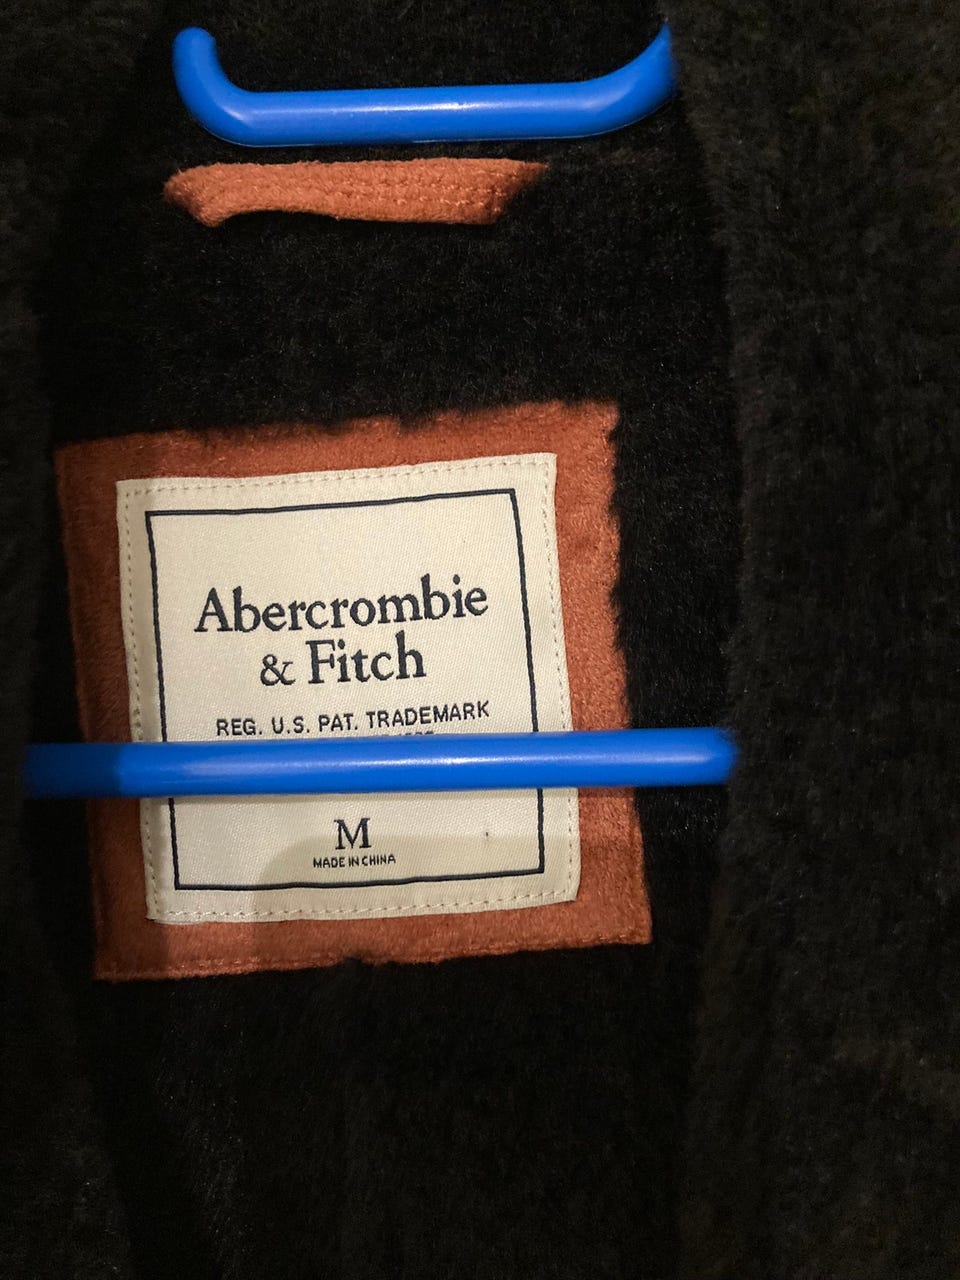 Abercrombie
& Fitch
REG. U.S. PAT. TRADEMARK
M
MADE IN CHINA